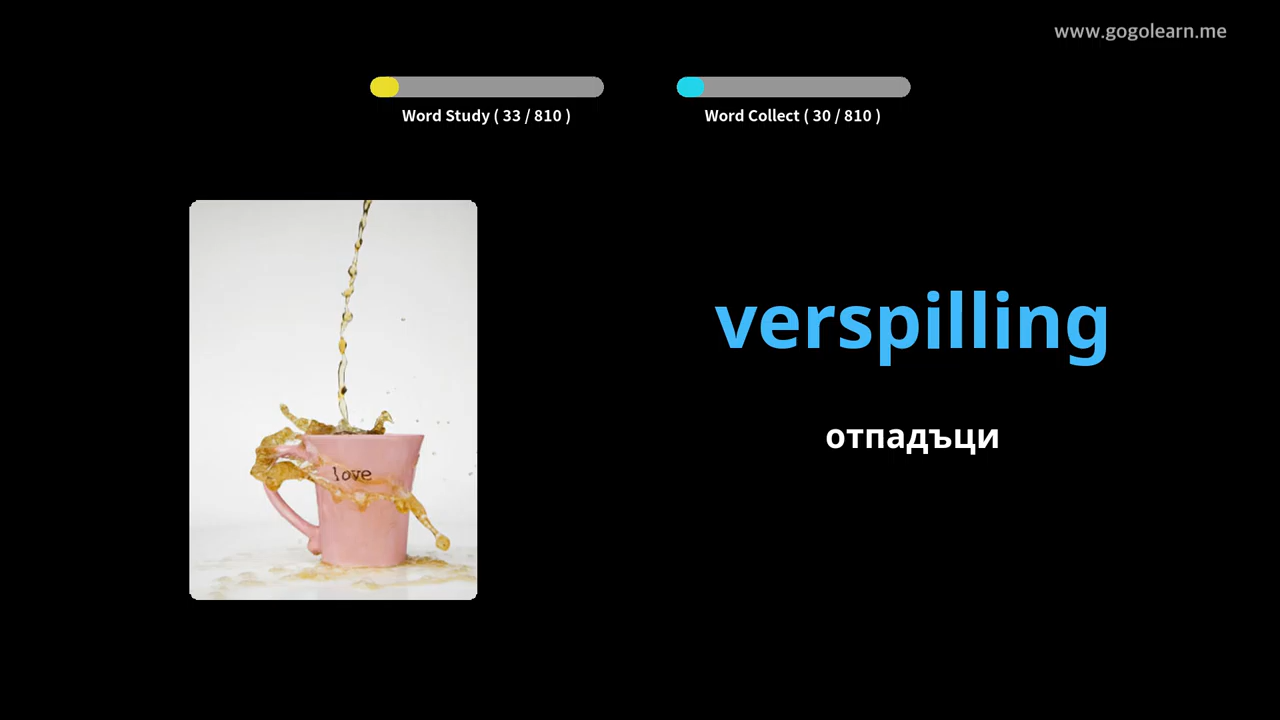 www.gogolearn.me
Word Study ( 33 / 810 )
Word Collect ( 30 / 810 )
love
verspilling
отпадъци